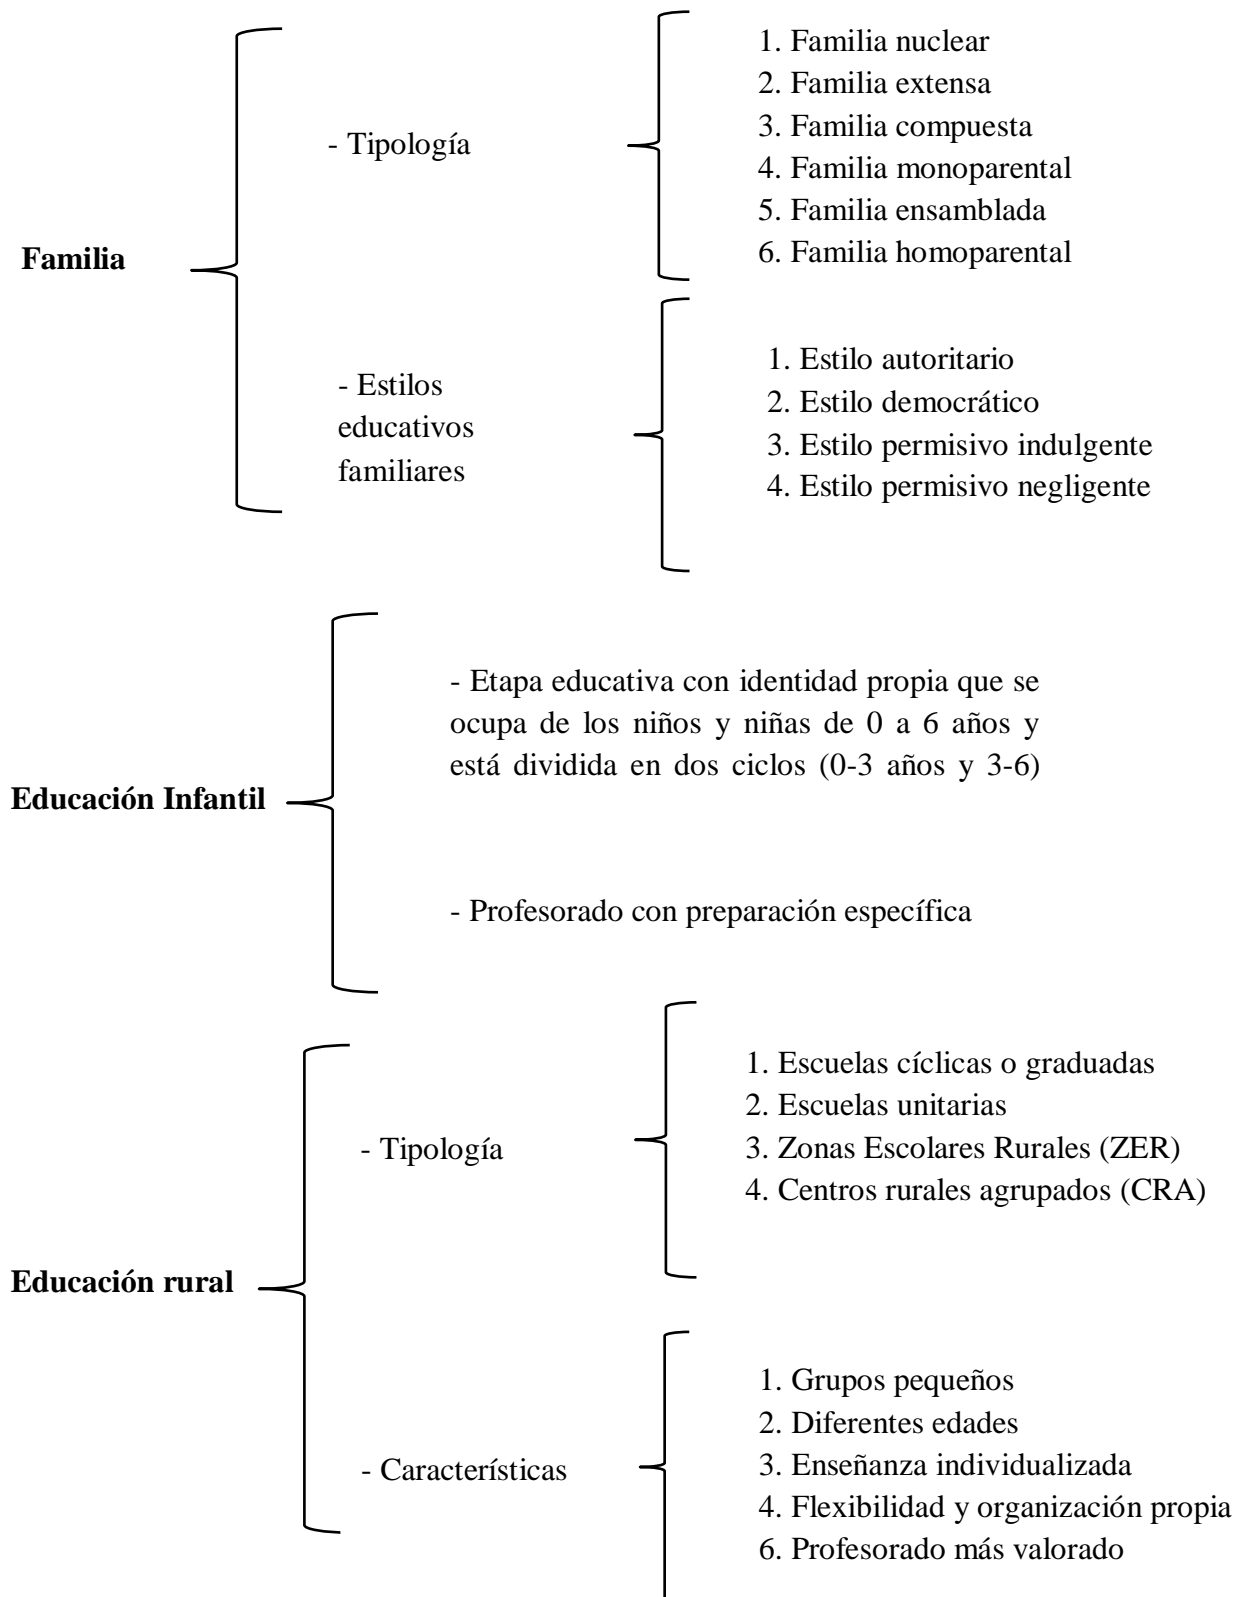 Familia
- Tipología
1. Familia nuclear
2. Familia extensa
3. Familia compuesta
4. Familia monoparental
5. Familia ensamblada
6. Familia homoparental
- Estilos
educativos
familiares
1. Estilo autoritario
2. Estilo democrático
3. Estilo permisivo indulgente
4. Estilo permisivo negligente
Educación Infantil
- Etapa educativa con identidad propia que se
ocupa de los niños y niñas de 0 a 6 años y
está dividida en dos ciclos (0-3 años y 3-6)
- Profesorado con preparación específica
Educación rural
- Tipología
1. Escuelas cíclicas o graduadas
2. Escuelas unitarias
3. Zonas Escolares Rurales (ZER)
4. Centros rurales agrupados (CRA)
- Características
1. Grupos pequeños
2. Diferentes edades
3. Enseñanza individualizada
4. Flexibilidad y organización propia
6. Profesorado más valorado